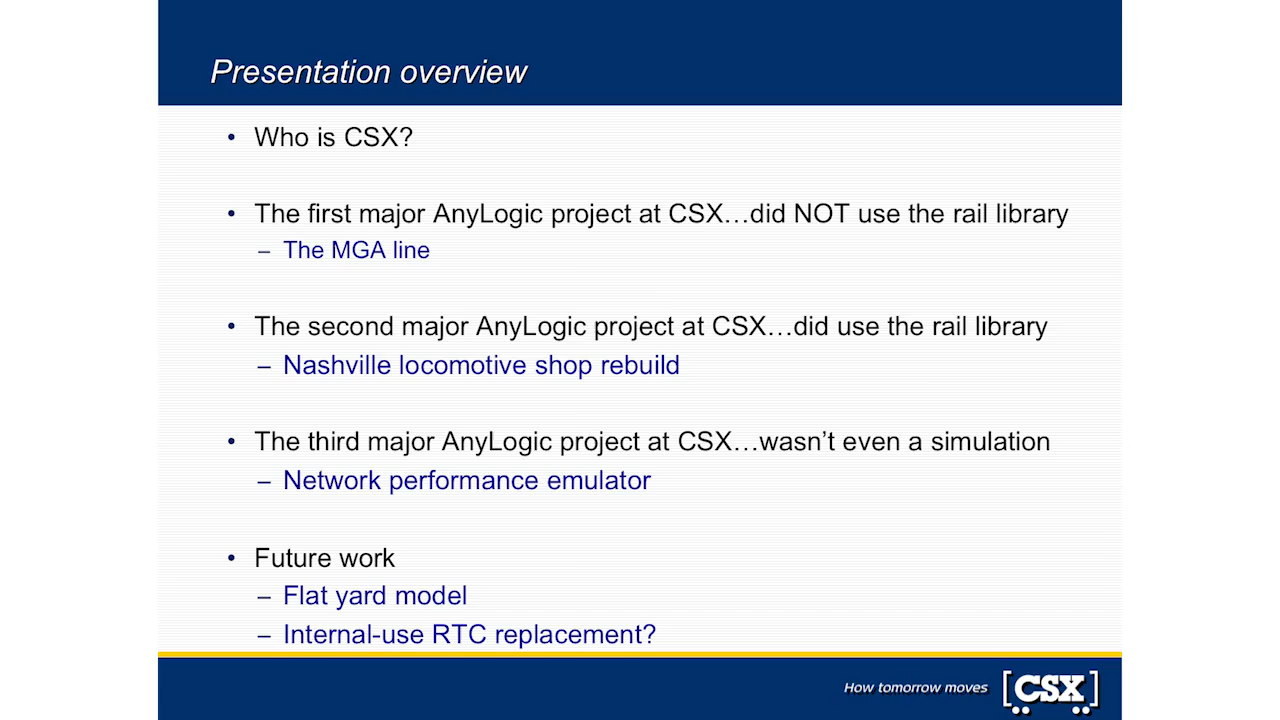 Presentation overview
• Who is CSX?
• The first major AnyLogic project at CSX…did NOT use the rail library
– The MGA line
• The second major AnyLogic project at CSX…did use the rail library
– Nashville locomotive shop rebuild
• The third major AnyLogic project at CSX…wasn’t even a simulation
– Network performance emulator
• Future work
– Flat yard model
– Internal-use RTC replacement?
How tomorrow moves
CSX